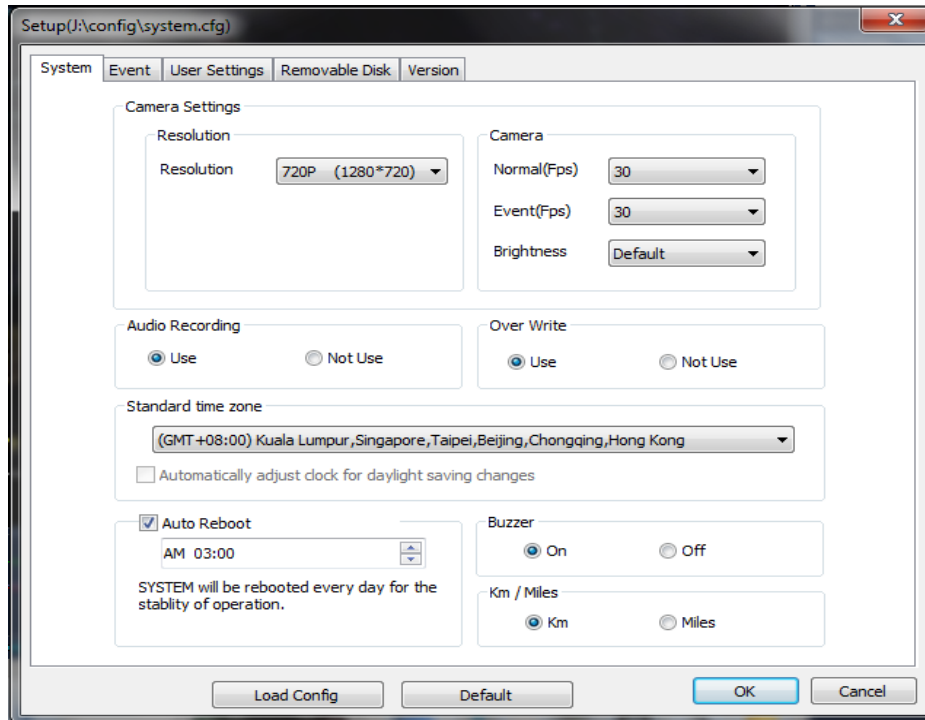 Setup(J:\config\system.cfg)
System Event User Settings Removable Disk Version
Camera Settings
Resolution
Resolution 720P (1280*720)
Camera
Normal(Fps) 30
Event(Fps) 30
Brightness Default
Audio Recording
Use Not Use
Over Write
Use Not Use
Standard time zone
(GMT+08:00) Kuala Lumpur,Singapore,Taipei,Beijing,Chongqing,Hong Kong
Automatically adjust clock for daylight saving changes
Auto Reboot
AM 03:00
SYSTEM will be rebooted every day for the
stablity of operation.
Buzzer
On Off
Km / Miles
Km Miles
Load Config Default OK Cancel